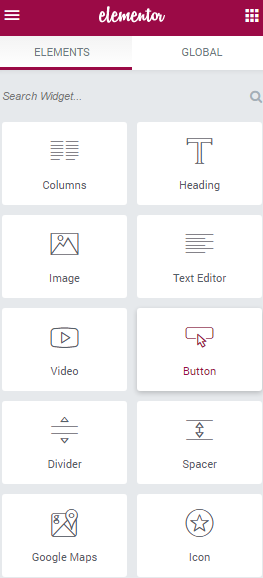 elementor
ELEMENTS GLOBAL
Search Widget...
Columns Heading
Image Text Editor
Video Button
Divider Spacer
Google Maps Icon